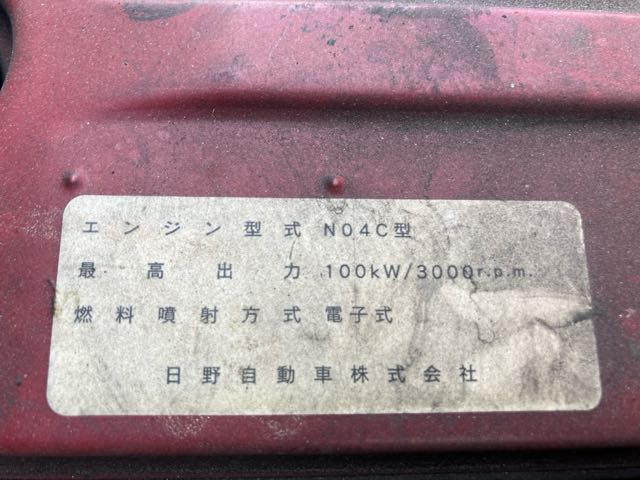 エンジン型式 N04C型
最高出力 100kW/3000r.p.m.
燃料噴射方式 電子式
日野自動車株式会社